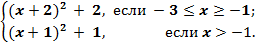 (x + 2)² + 2, если − 3 ≤ x ≥ −1;
(x + 1)² + 1, если x > −1.